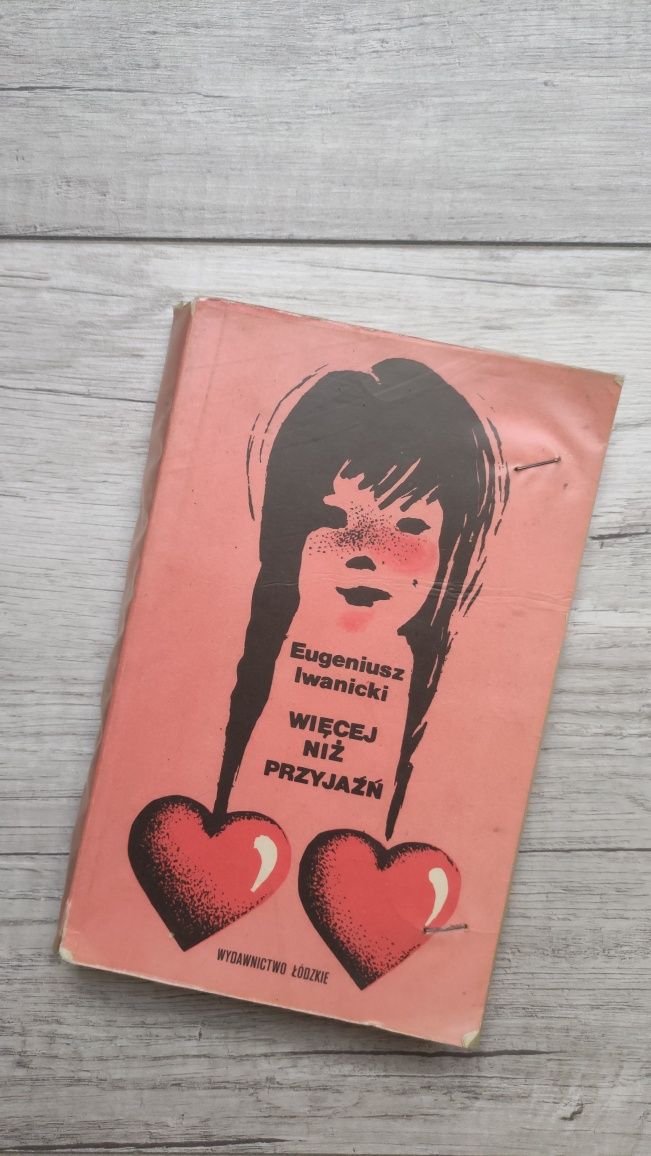 Eugeniusz
Iwanicki
WIĘCEJ
NIŻ
PRZYJAŹŃ
WYDAWNICTWO ŁÓDZKIE